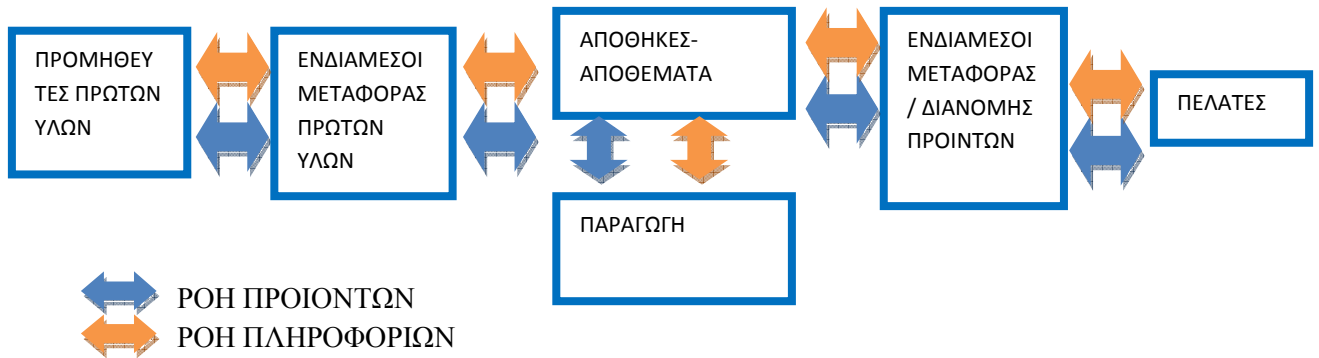 ΠΡΟΜΗΘΕΥ
ΤΕΣ ΠΡΩΤΩΝ
ΥΛΩΝ
ΕΝΔΙΑΜΕΣΟΙ
ΜΕΤΑΦΟΡΑΣ
ΠΡΩΤΩΝ
ΥΛΩΝ
ΑΠΟΘΗΚΕΣ-
ΑΠΟΘΕΜΑΤΑ
ΕΝΔΙΑΜΕΣΟΙ
ΜΕΤΑΦΟΡΑΣ
/ ΔΙΑΝΟΜΗΣ
ΠΡΟΙΝΤΩΝ
ΠΕΛΑΤΕΣ
ΠΑΡΑΓΩΓΗ
ΡΟΗ ΠΡΟΙΟΝΤΩΝ
ΡΟΗ ΠΛΗΡΟΦΟΡΙΩΝ